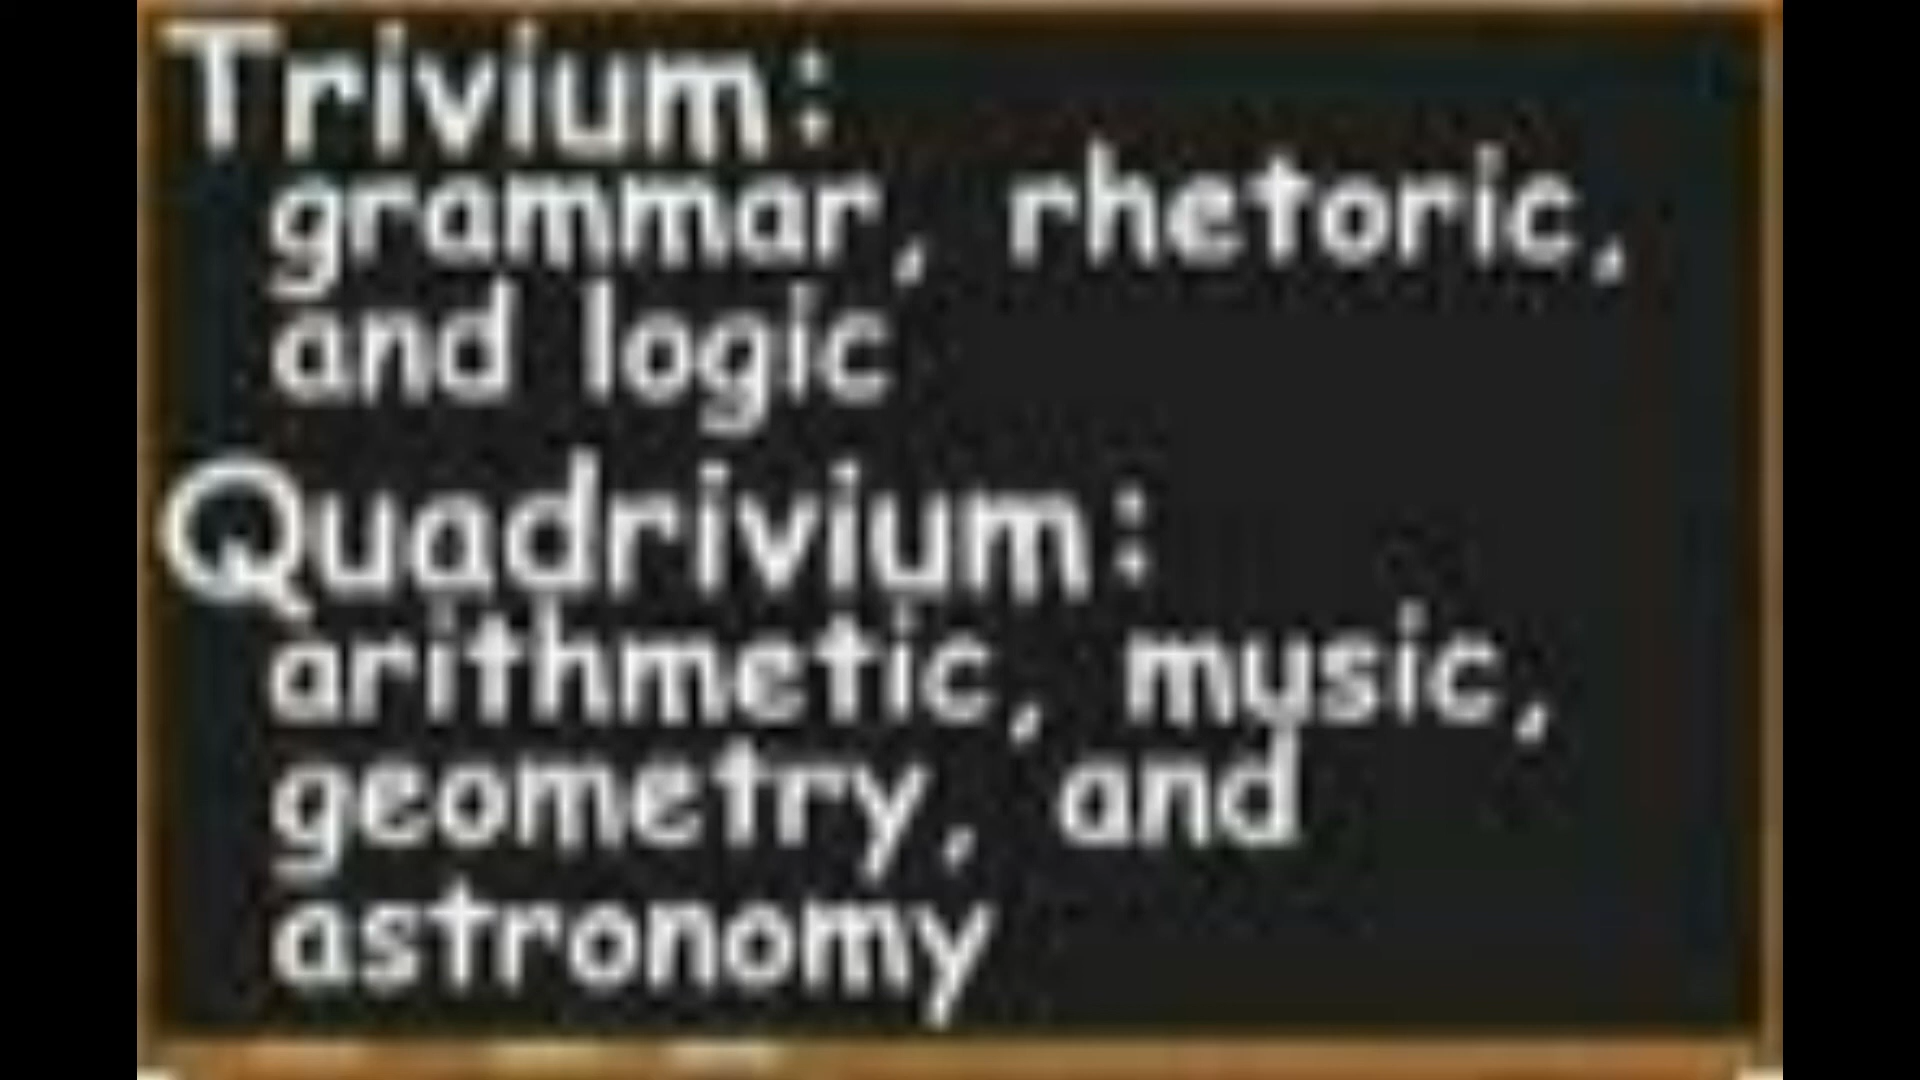 Trivium:
grammar, rhetoric,
and logic
Quadrivium:
arithmetic, music,
geometry, and
astronomy